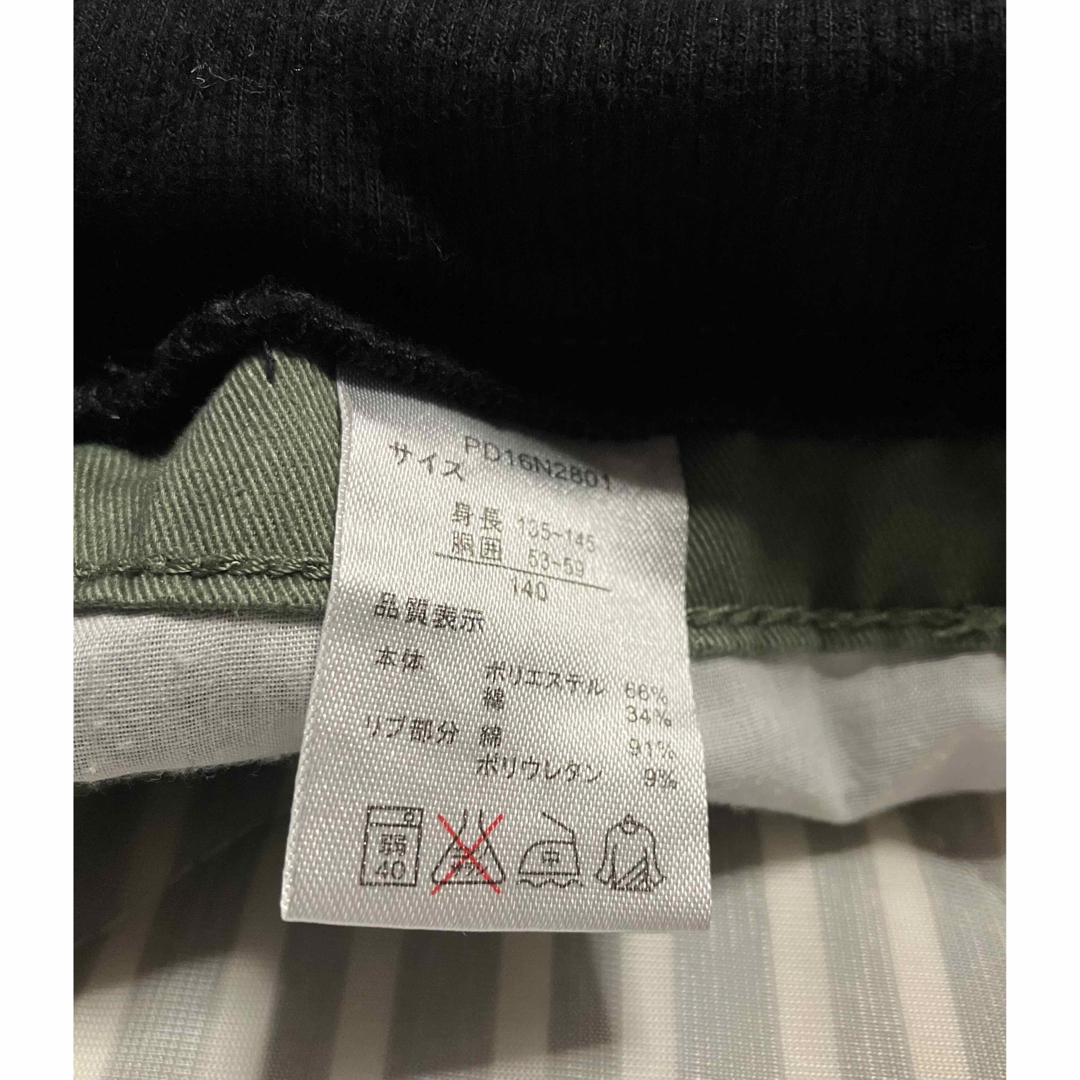 PD16N2801
サイズ
身長 135~145
胴囲 53~59
140
品質表示
本体 ポリエステル 66%
綿 34%
リブ部分 綿 91%
ポリウレタン 9%
弱
40
中